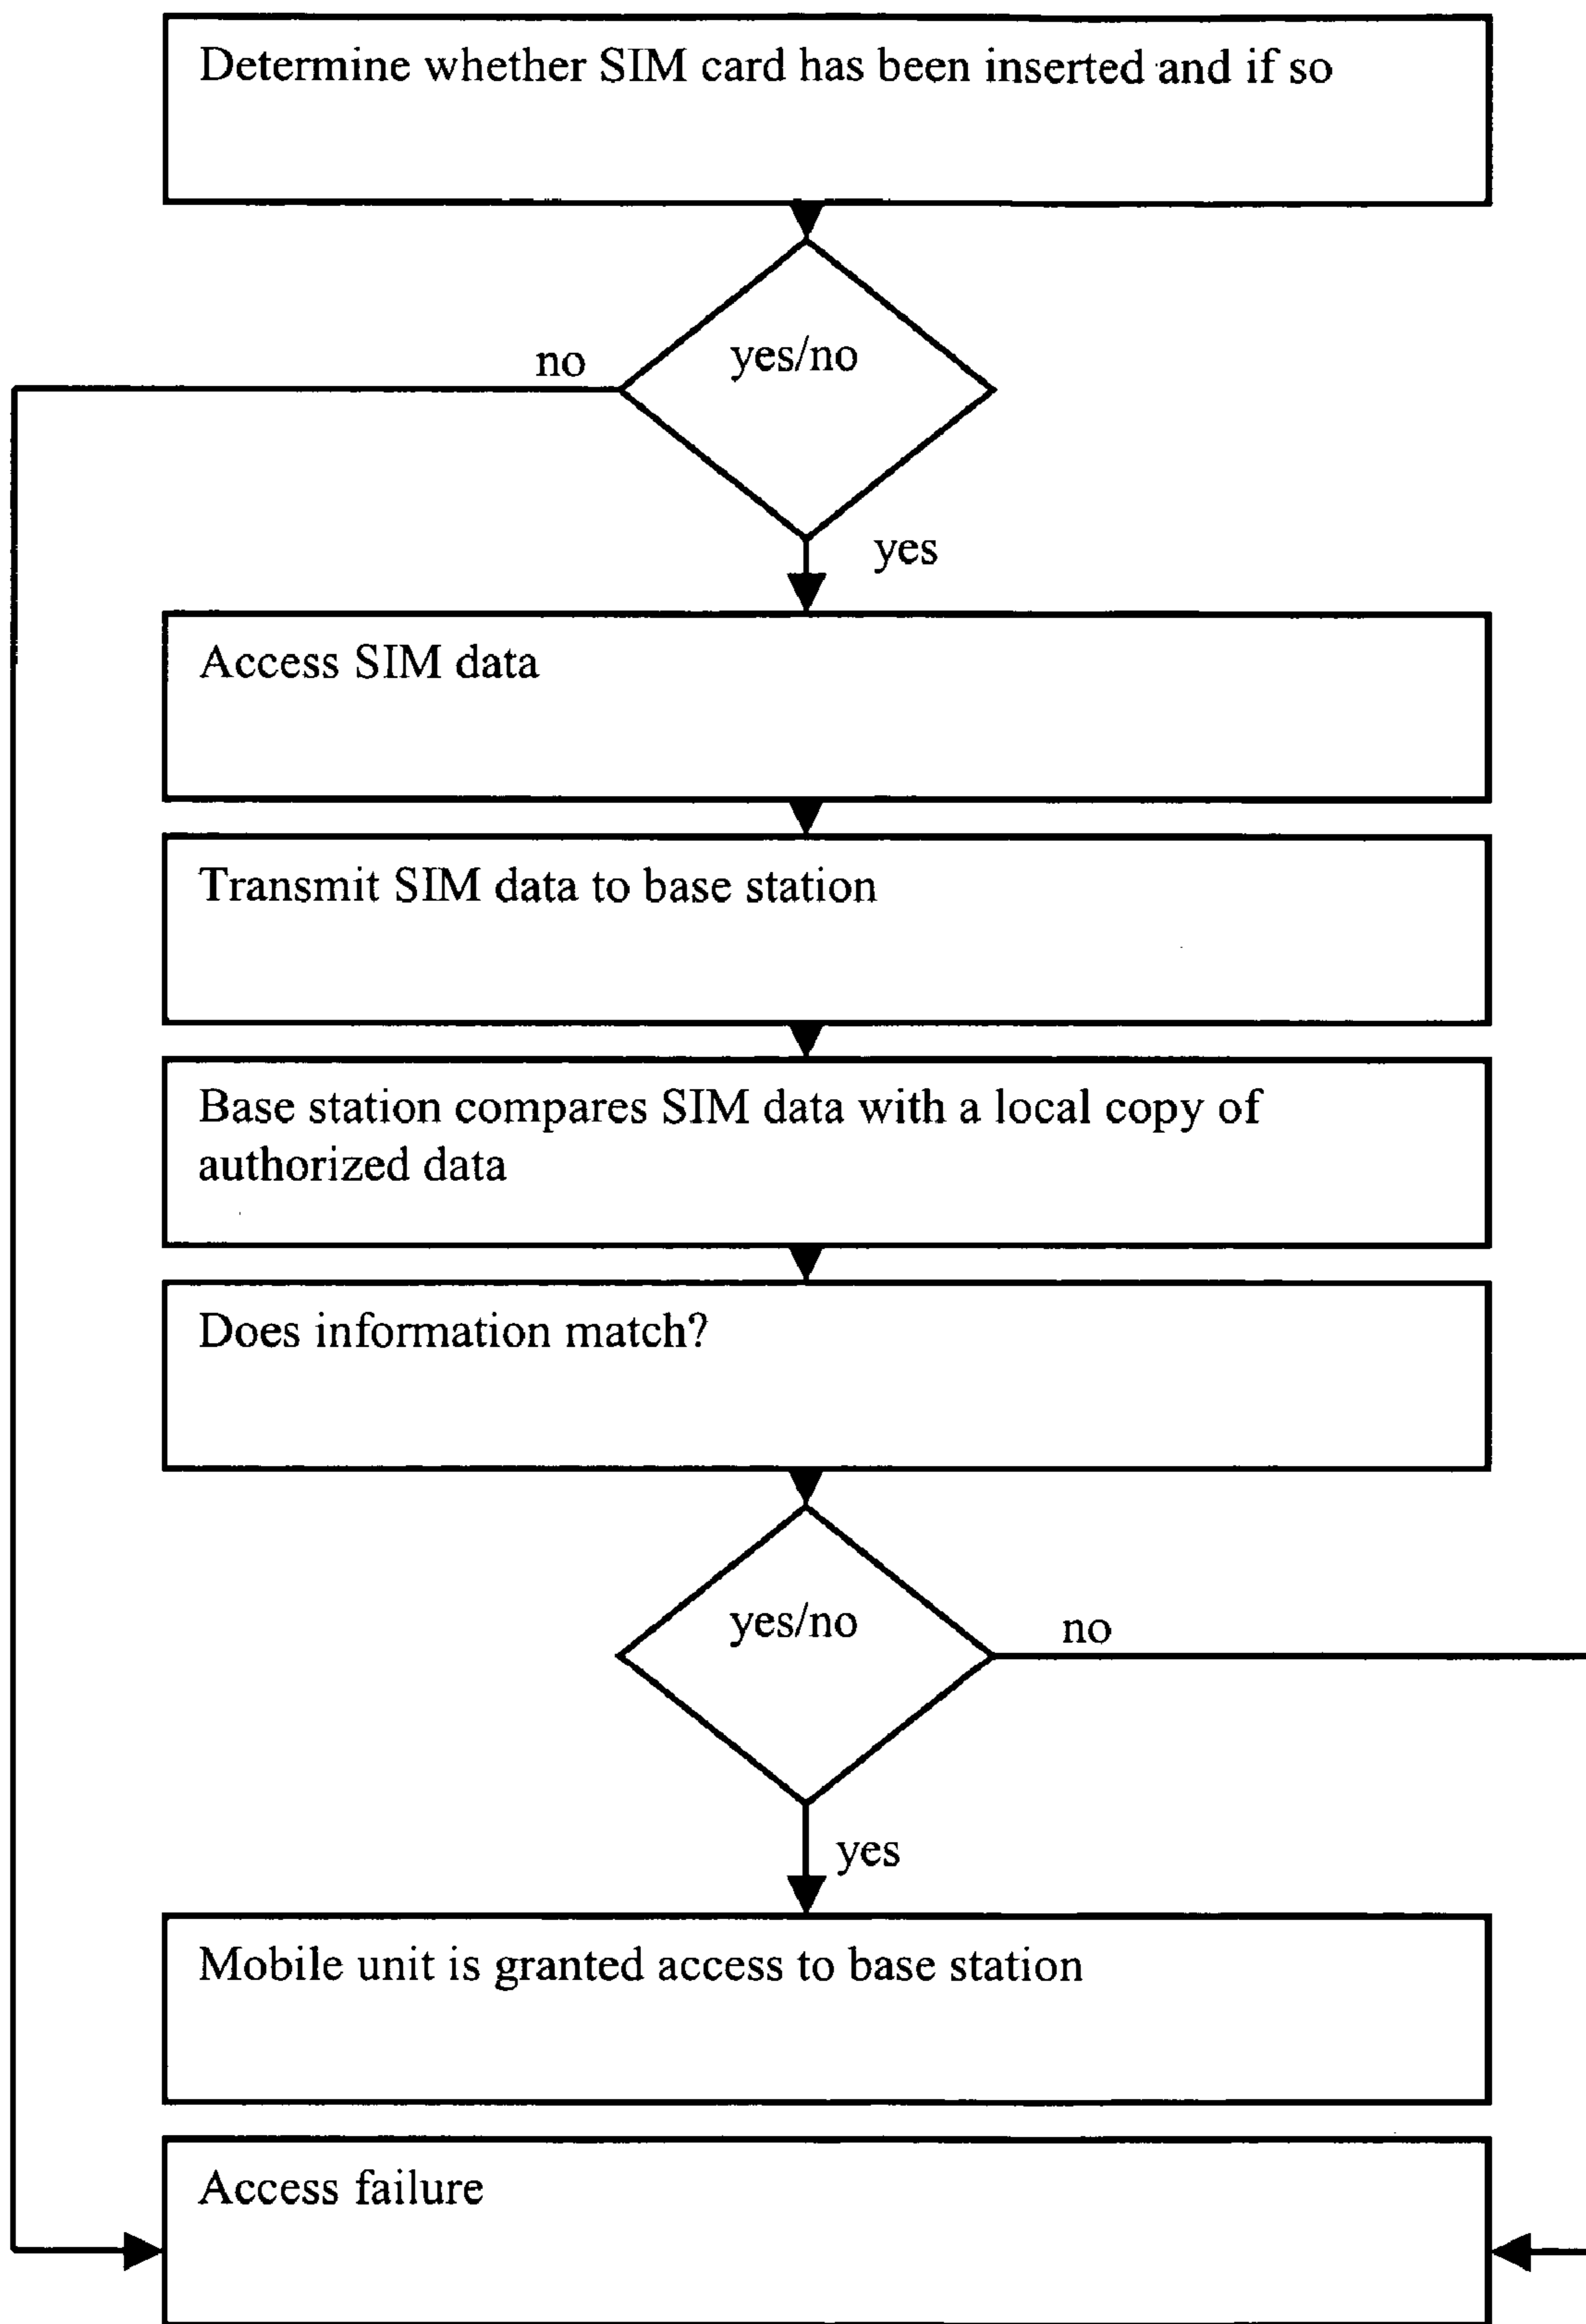 Determine whether SIM card has been inserted and if so
no
yes/no
yes
Access SIM data
Transmit SIM data to base station
Base station compares SIM data with a local copy of
authorized data
Does information match?
yes/no
no
yes
Mobile unit is granted access to base station
Access failure